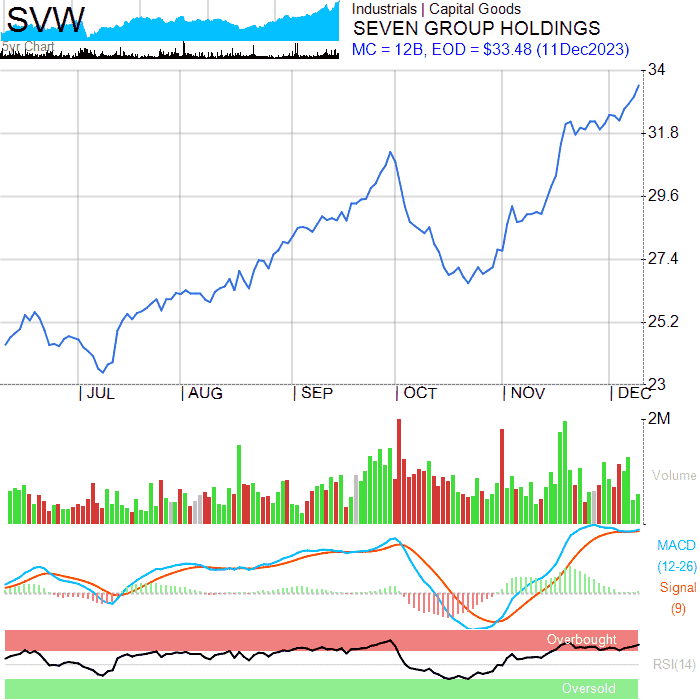 SVW
5yr Chart
Industrials | Capital Goods
SEVEN GROUP HOLDINGS
MC = 12B, EOD = $33.48 (11Dec2023)
34
31.8
29.6
27.4
25.2
23
| JUL
| AUG
| SEP
| OCT
| NOV
| DEC
2M
Volume
MACD
(12-26)
Signal
(9)
Overbought
RSI(14)
Oversold